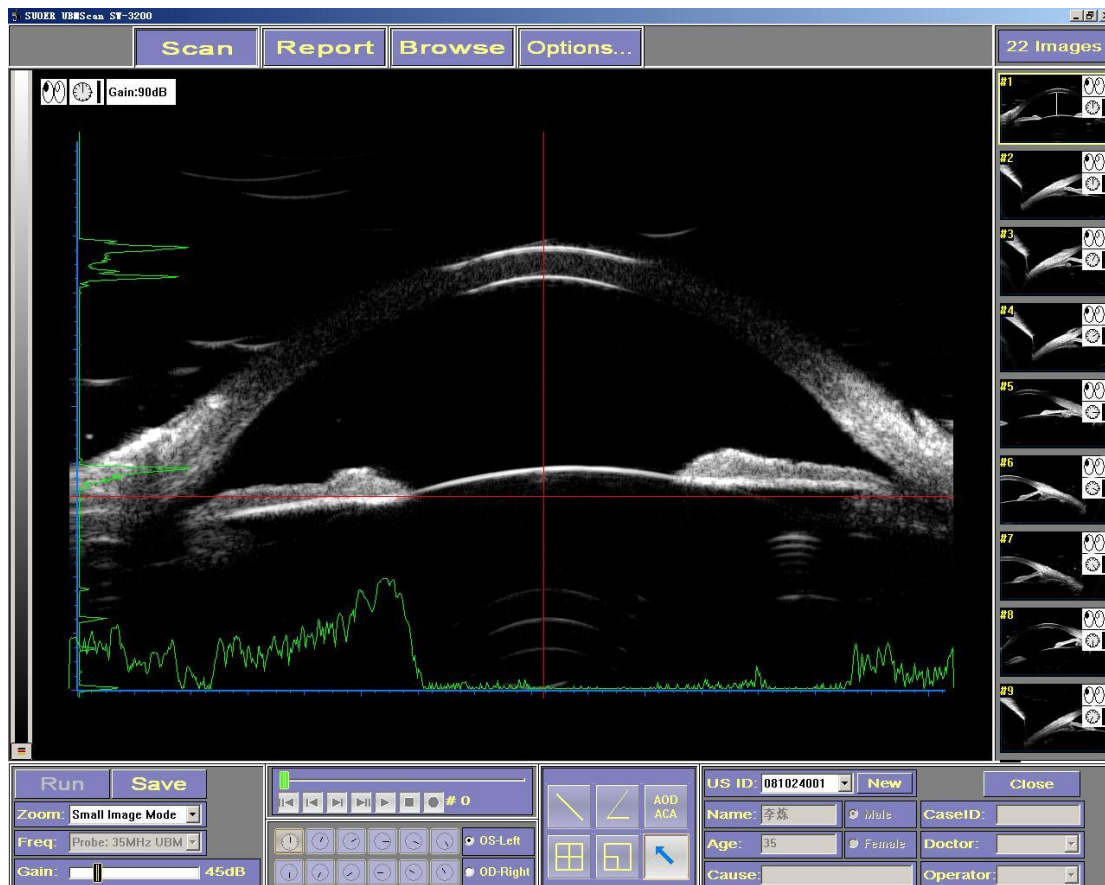 SUOER UBMScan SW-3200
Scan Report Browse Options... 22 Images
Gain:90dB
#1
#2
#3
#4
#5
#6
#7
#8
#9
Run Save
Zoom: Small Image Mode
Freq: Probe: 35MHz UBM
Gain: 45dB
# 0
OS-Left
OD-Right
AOD
ACA
US ID: 081024001 New Close
Name: 李炼 Male CaseID:
Age: 35 Female Doctor:
Cause: Operator: